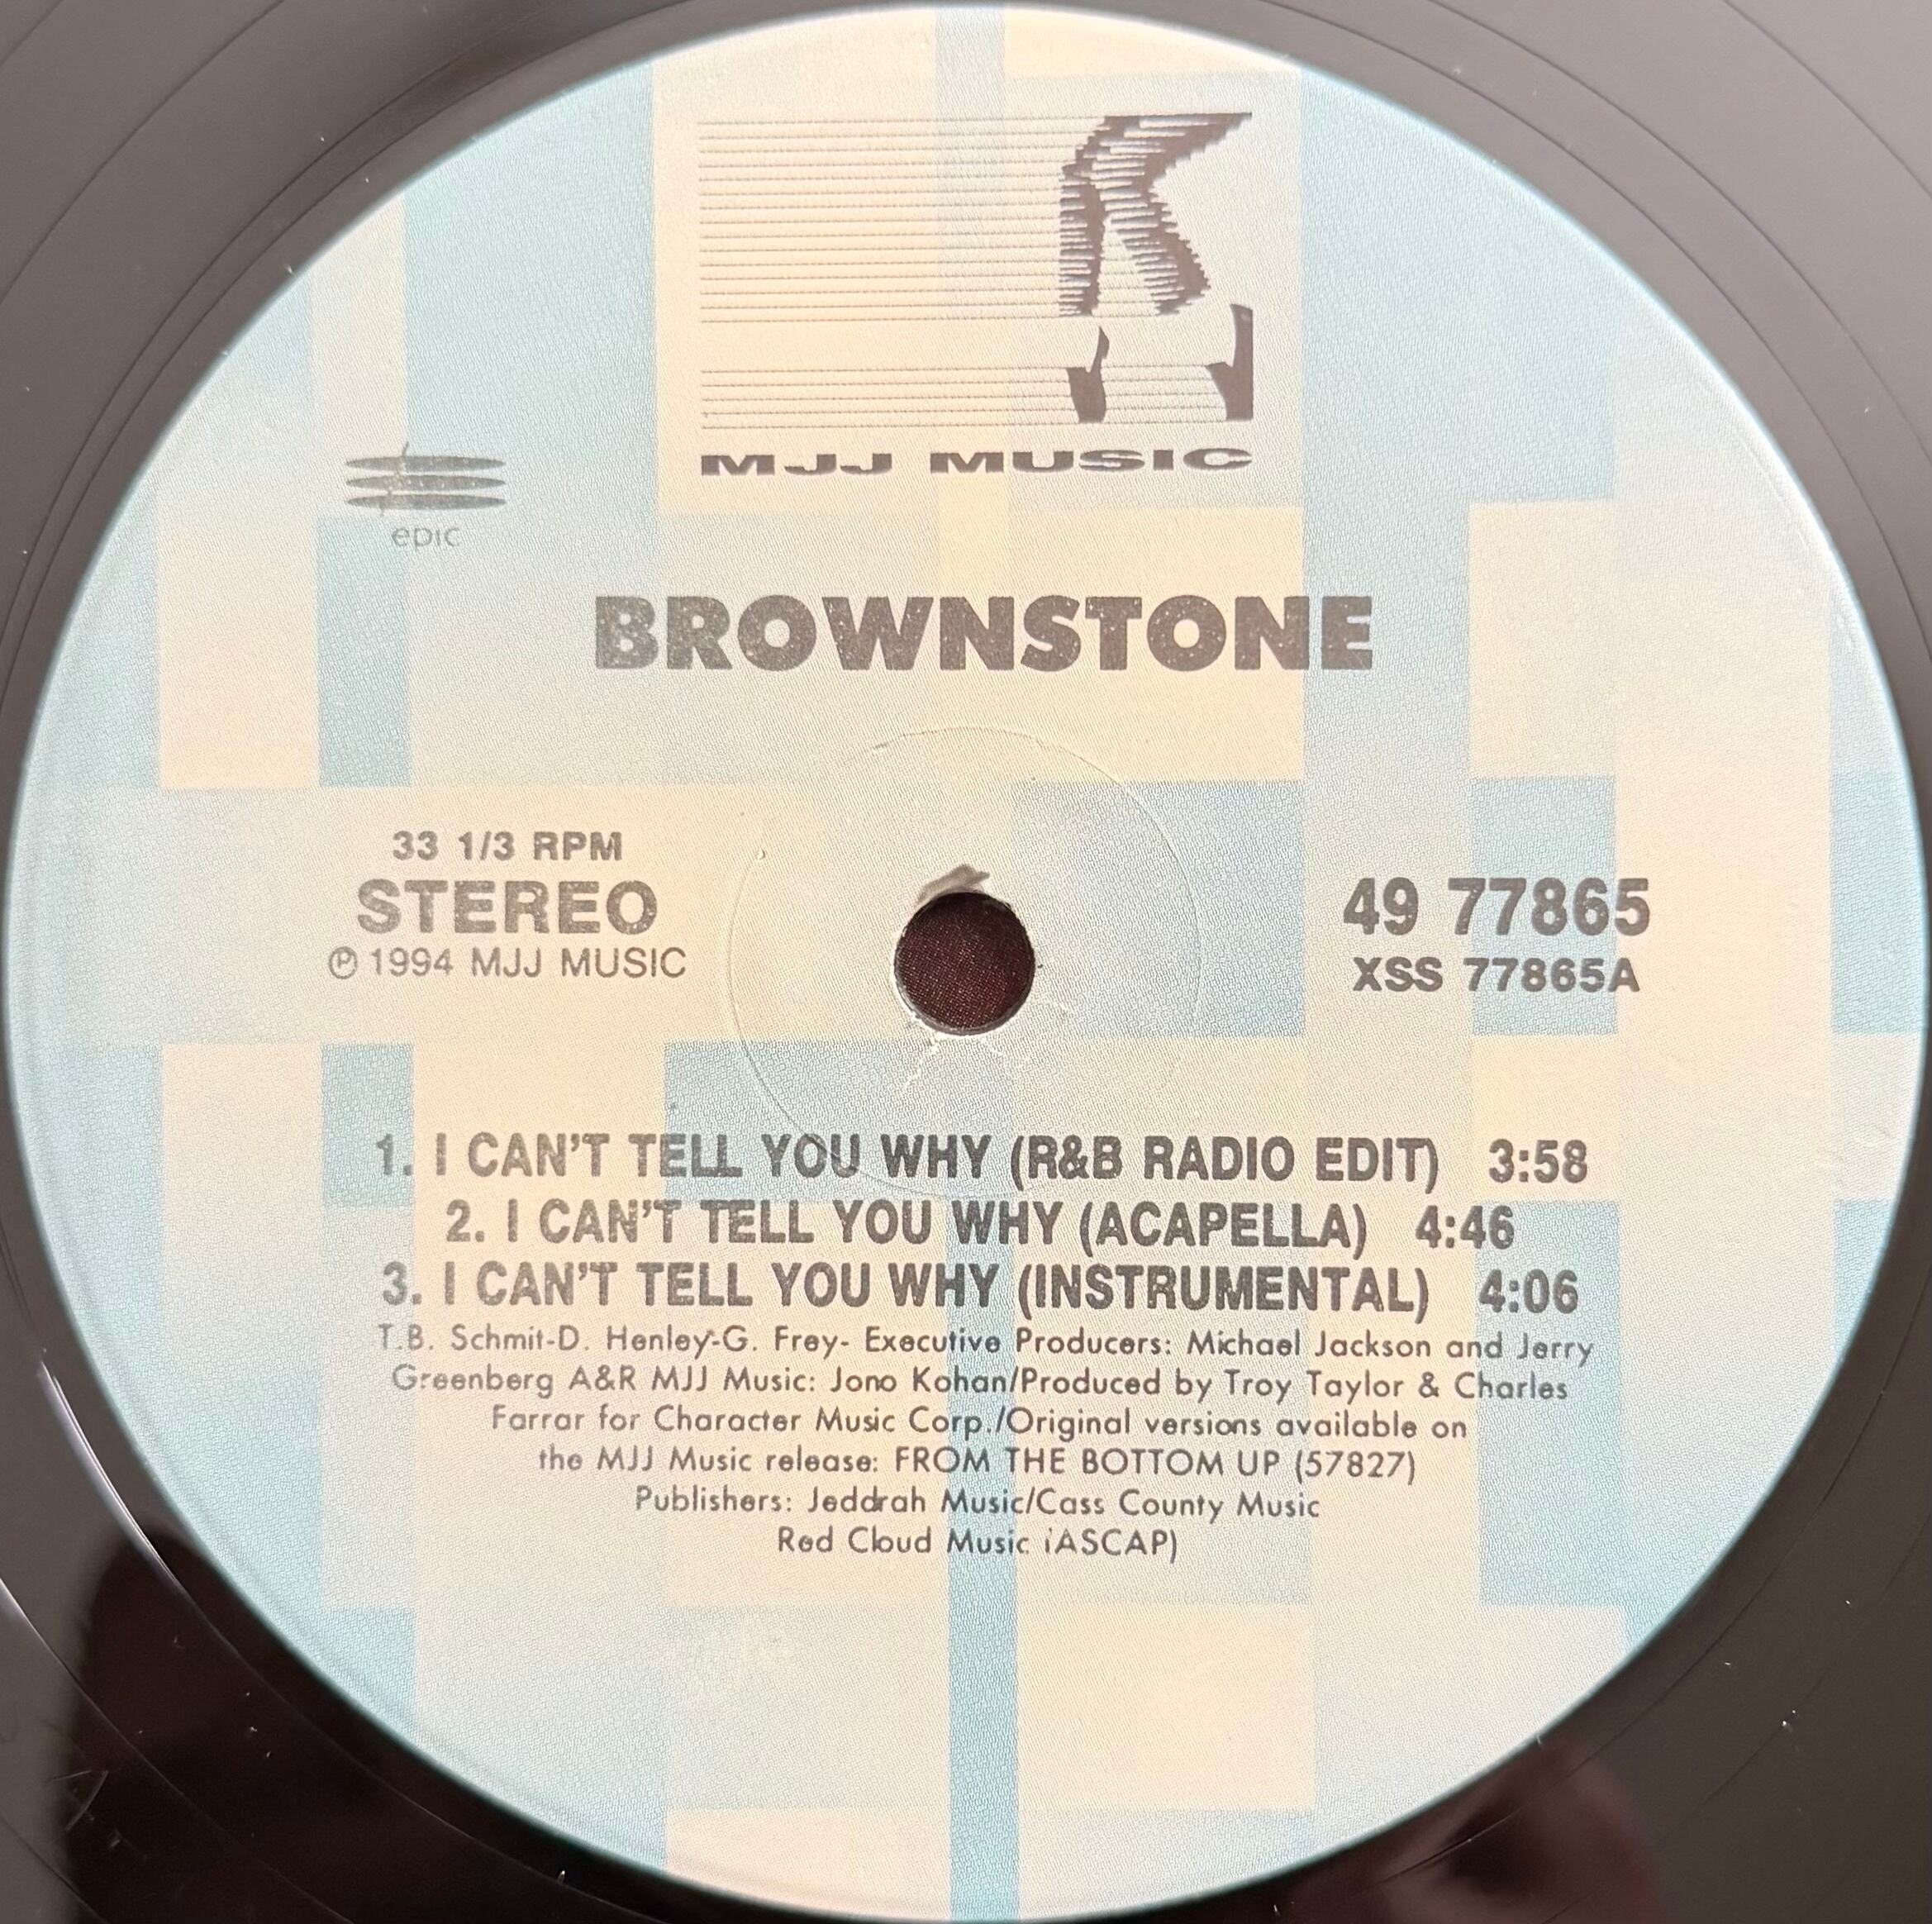 MJJ MUSIC
epic
BROWNSTONE
33 1/3 RPM
STEREO
℗ 1994 MJJ MUSIC
49 77865
XSS 77865A
1. I CAN'T TELL YOU WHY (R&B RADIO EDIT) 3:58
2. I CAN'T TELL YOU WHY (ACAPELLA) 4:46
3. I CAN'T TELL YOU WHY (INSTRUMENTAL) 4:06
T.B. Schmit-D. Henley-G. Frey- Executive Producers: Michael Jackson and Jerry
Greenberg A&R MJJ Music: Jono Kohan/Produced by Troy Taylor & Charles
Farrar for Character Music Corp./Original versions available on
the MJJ Music release: FROM THE BOTTOM UP (57827)
Publishers: Jeddrah Music/Cass County Music
Red Cloud Music (ASCAP)